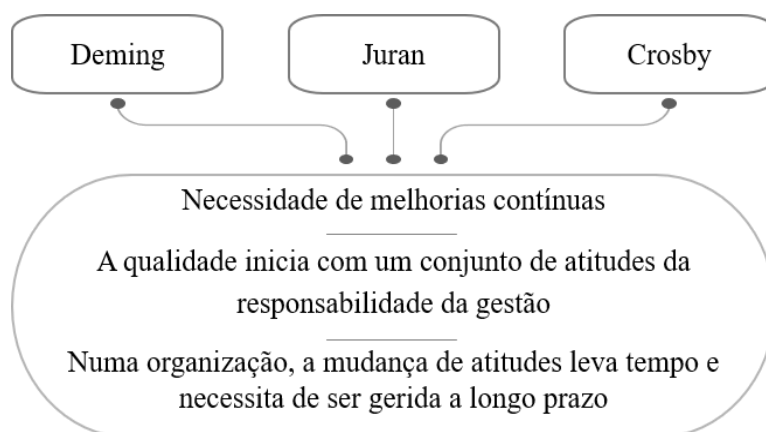 Deming
Juran
Crosby
Necessidade de melhorias contínuas
A qualidade inicia com um conjunto de atitudes da
responsabilidade da gestão
Numa organização, a mudança de atitudes leva tempo e
necessita de ser gerida a longo prazo